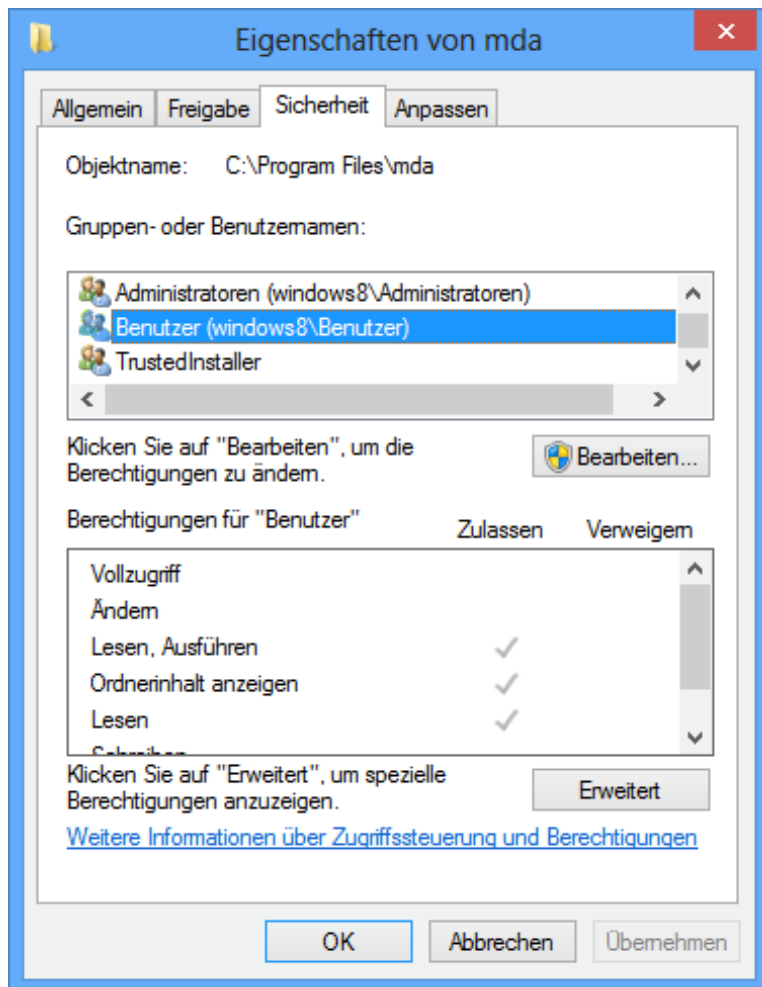 Eigenschaften von mda
Allgemein
Freigabe
Sicherheit
Anpassen
Objektname: C:\Program Files\mda
Gruppen- oder Benutzernamen:
Administratoren (windows8\Administratoren)
Benutzer (windows8\Benutzer)
TrustedInstaller
Klicken Sie auf "Bearbeiten", um die
Berechtigungen zu ändern.
Bearbeiten...
Berechtigungen für "Benutzer"
Zulassen
Verweigern
Vollzugriff
Ändern
Lesen, Ausführen
Ordnerinhalt anzeigen
Lesen
Schreiben
Klicken Sie auf "Erweitert", um spezielle
Berechtigungen anzuzeigen.
Erweitert
Weitere Informationen über Zugriffssteuerung und Berechtigungen
OK
Abbrechen
Übernehmen